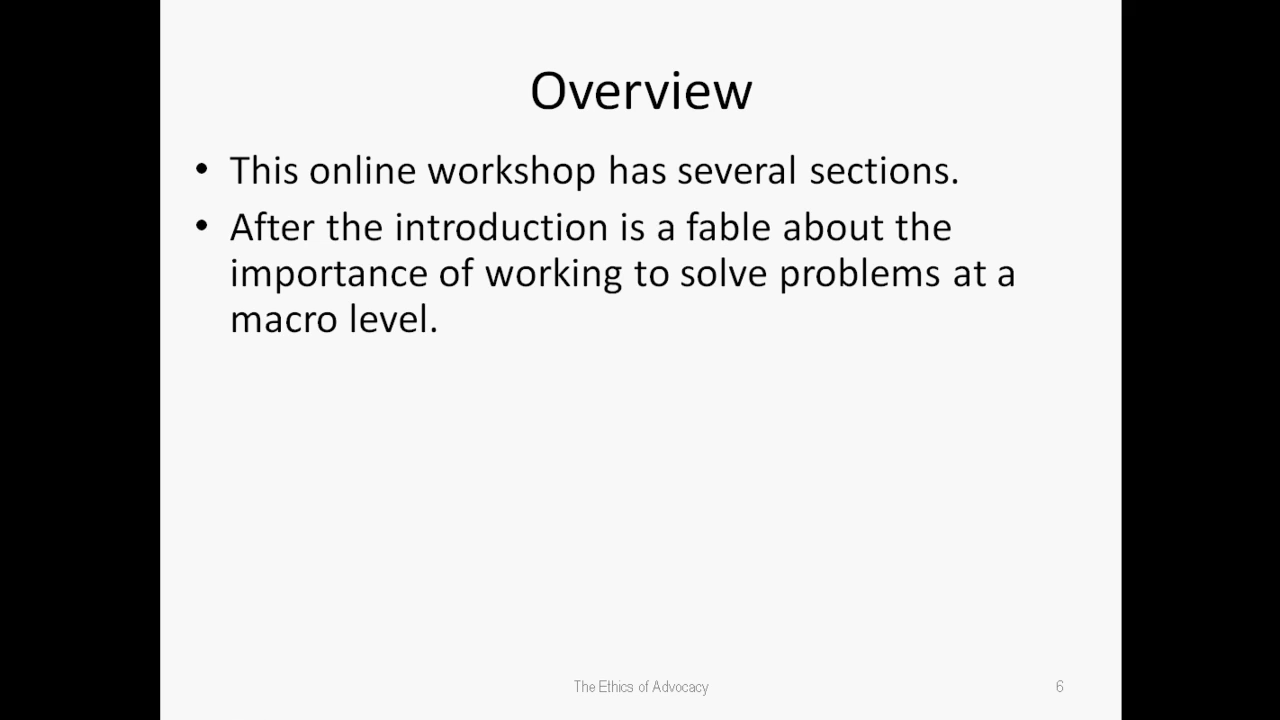 Overview
• This online workshop has several sections.
• After the introduction is a fable about the
importance of working to solve problems at a
macro level.
The Ethics of Advocacy
6